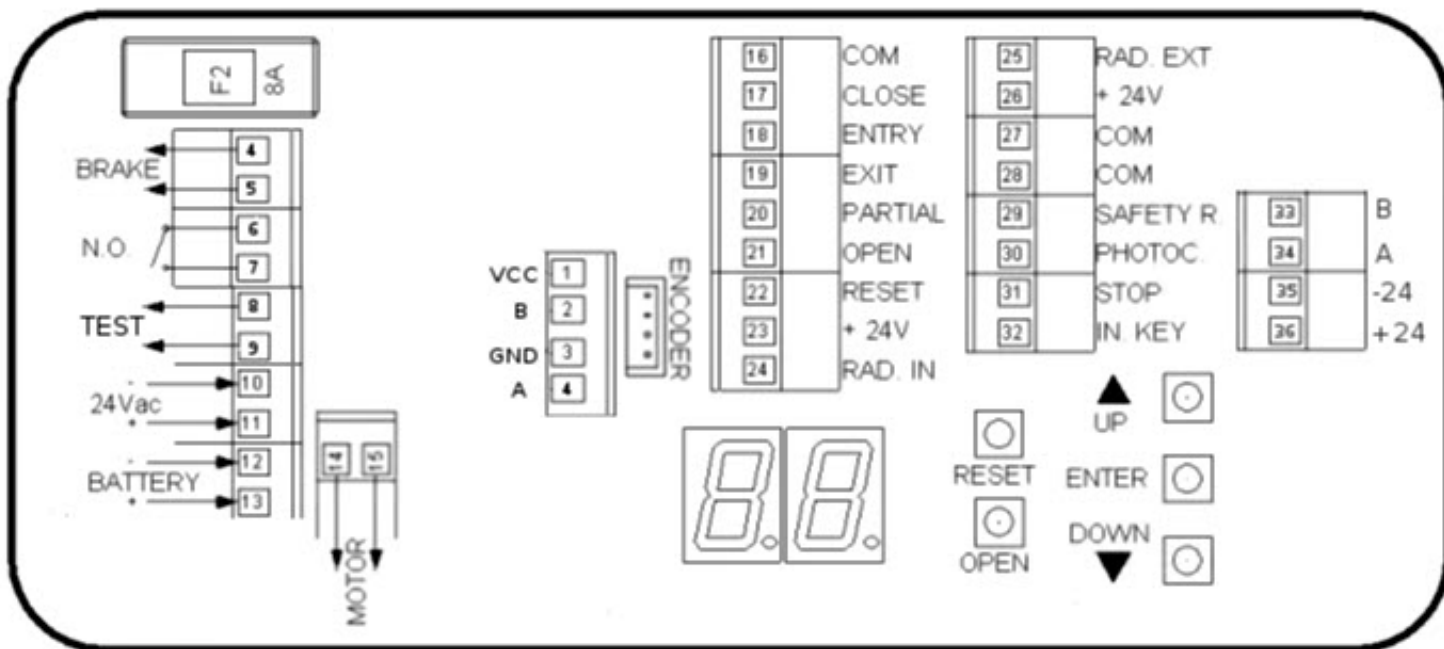 F2
8A
BRAKE
4
5
N.O.
6
7
TEST
8
9
24Vac
-
10
+
11
BATTERY
-
12
+
13
14
15
MOTOR
VCC 1
B 2
GND 3
A 4
ENCODER
16 COM
17 CLOSE
18 ENTRY
19 EXIT
20 PARTIAL
21 OPEN
22 RESET
23 + 24V
24 RAD. IN
25 RAD. EXT
26 + 24V
27 COM
28 COM
29 SAFETY R.
30 PHOTOC.
31 STOP
32 IN. KEY
33 B
34 A
35 -24
36 +24
8.8.
RESET
OPEN
UP
ENTER
DOWN